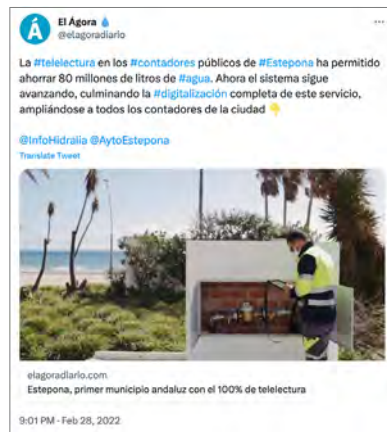 El Ágora 💧
@elagoradiario
La #telelectura en los #contadores públicos de #Estepona ha permitido
ahorrar 80 millones de litros de #agua. Ahora el sistema sigue
avanzando, culminando la #digitalización completa de este servicio,
ampliándose a todos los contadores de la ciudad 👇
@InfoHidralia @AytoEstepona
Translate Tweet
elagoradiario.com
Estepona, primer municipio andaluz con el 100% de telelectura
9:01 PM · Feb 28, 2022